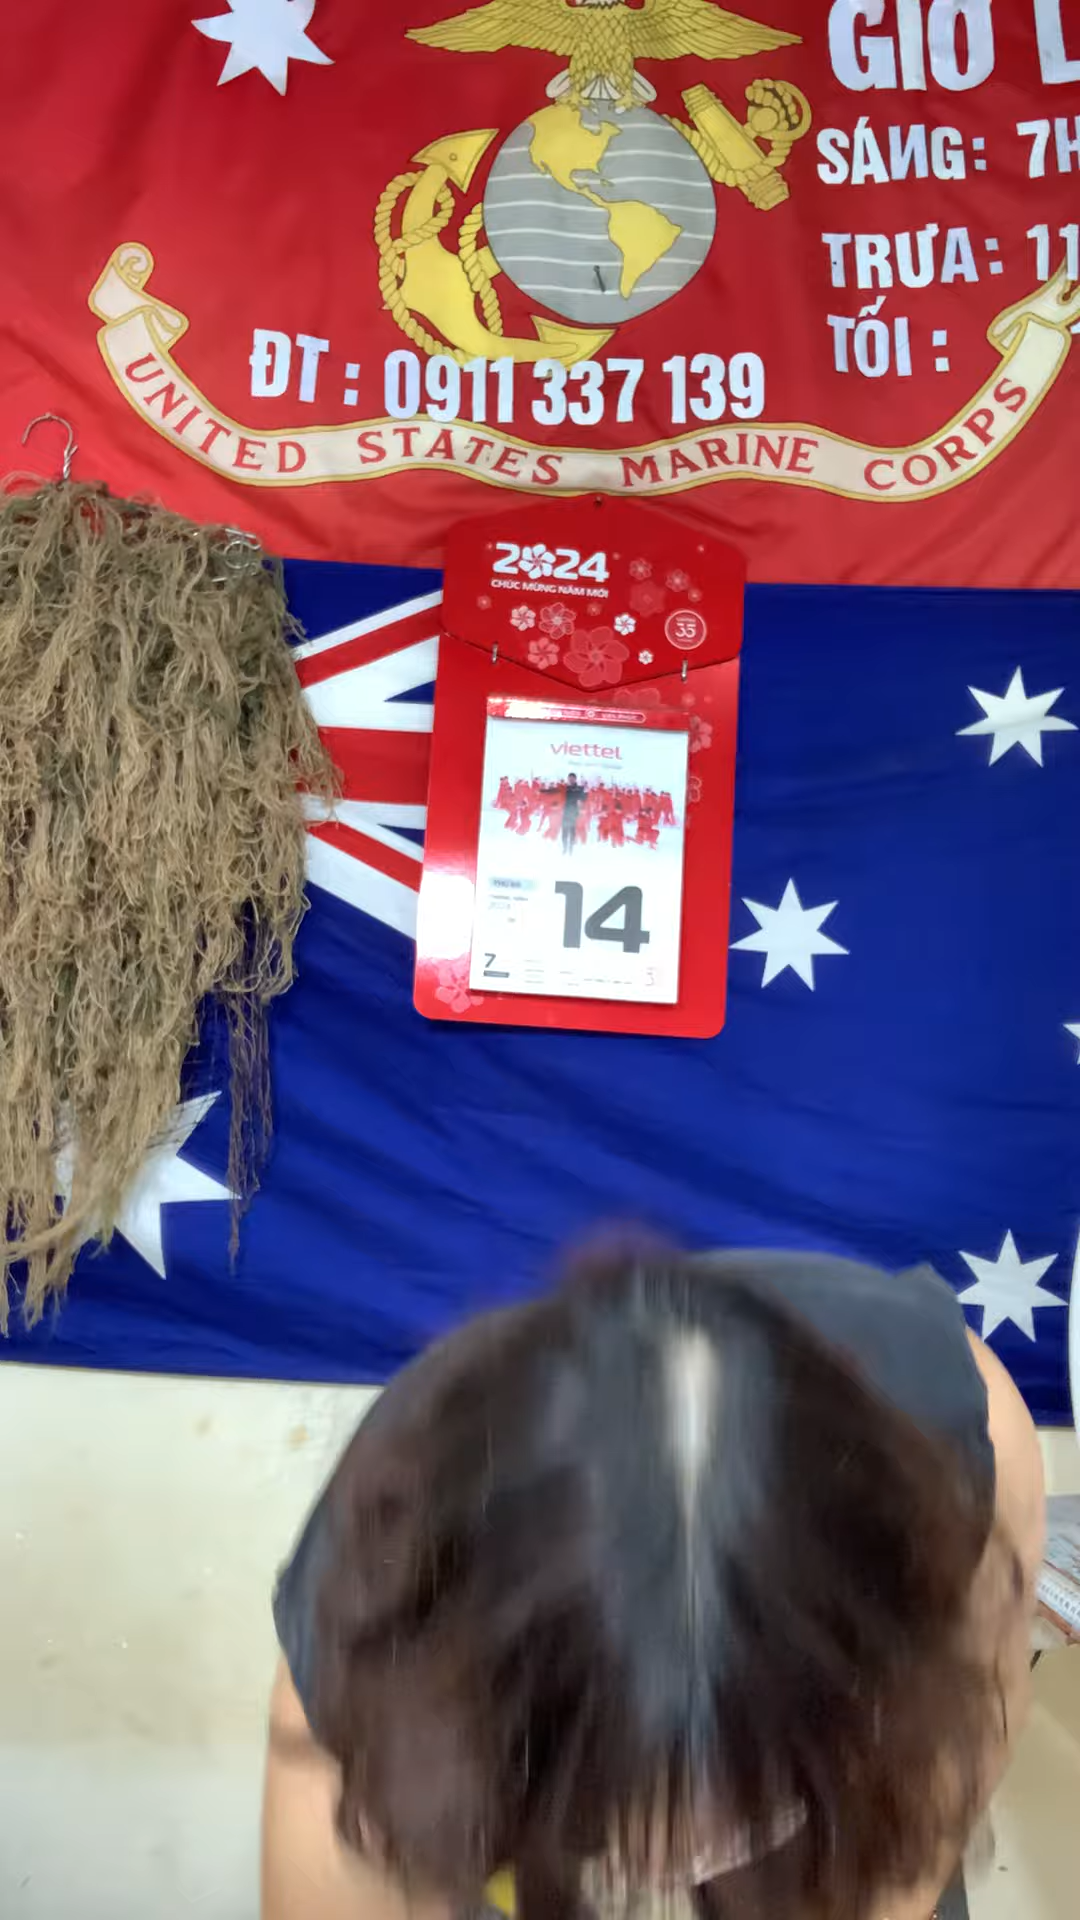 GIỜ L
SÁNG: 7H
TRƯA: 11
TỐI :
ĐT : 0911 337 139
UNITED STATES MARINE CORPS
2024
CHÚC MỪNG NĂM MỚI
35
viettel
14
7